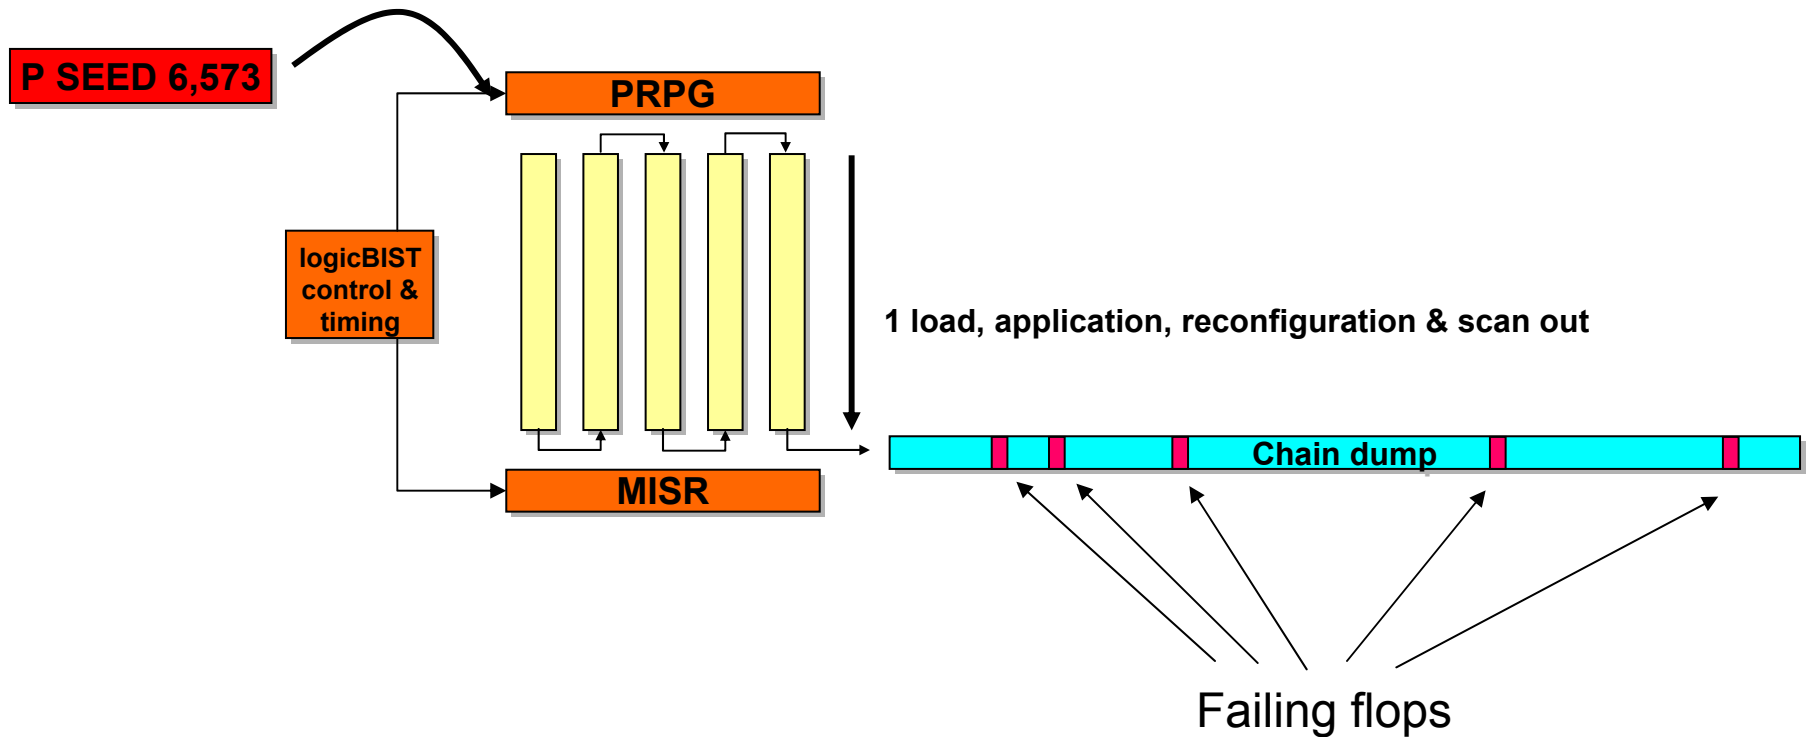 P SEED 6,573
PRPG
logicBIST
control &
timing
1 load, application, reconfiguration & scan out
Chain dump
MISR
Failing flops